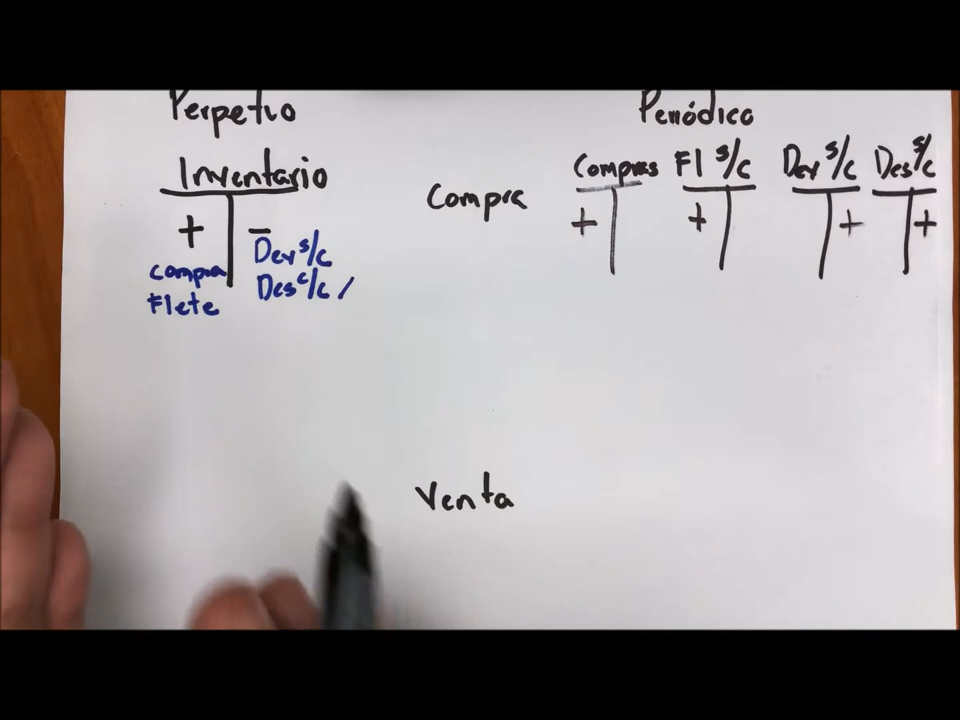 Perpetuo
Periódico
Inventario
Compra
Compras Fl s/c Dev s/c Des s/c
+ - + + + +
Dev s/c
compra
Des c/c /
Flete
Venta